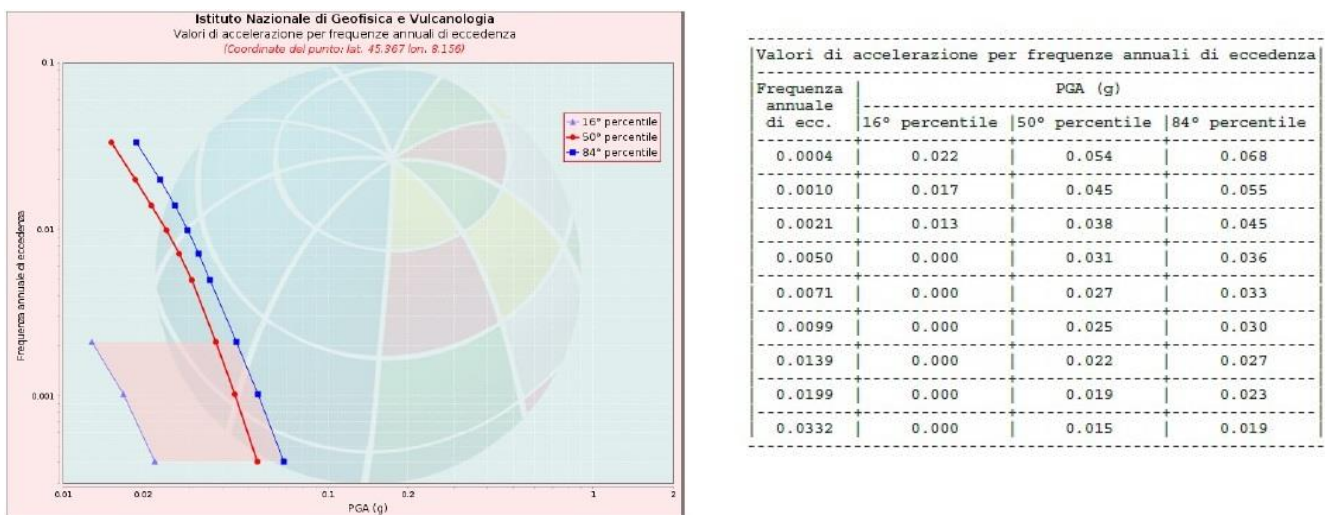 Istituto Nazionale di Geofisica e Vulcanologia
Valori di accelerazione per frequenze annuali di eccedenza
(Coordinate del punto: lat. 45.367 lon. 8.156)
0.1
0.01
0.001
Frequenza annuale di eccedenza
16° percentile
50° percentile
84° percentile
0.01 0.02 0.1 0.2 1 2
PGA (g)
Valori di accelerazione per frequenze annuali di eccedenza
Frequenza annuale di ecc. PGA (g)
16° percentile 50° percentile 84° percentile
0.0004 0.022 0.054 0.068
0.0010 0.017 0.045 0.055
0.0021 0.013 0.038 0.045
0.0050 0.000 0.031 0.036
0.0071 0.000 0.027 0.033
0.0099 0.000 0.025 0.030
0.0139 0.000 0.022 0.027
0.0199 0.000 0.019 0.023
0.0332 0.000 0.015 0.019